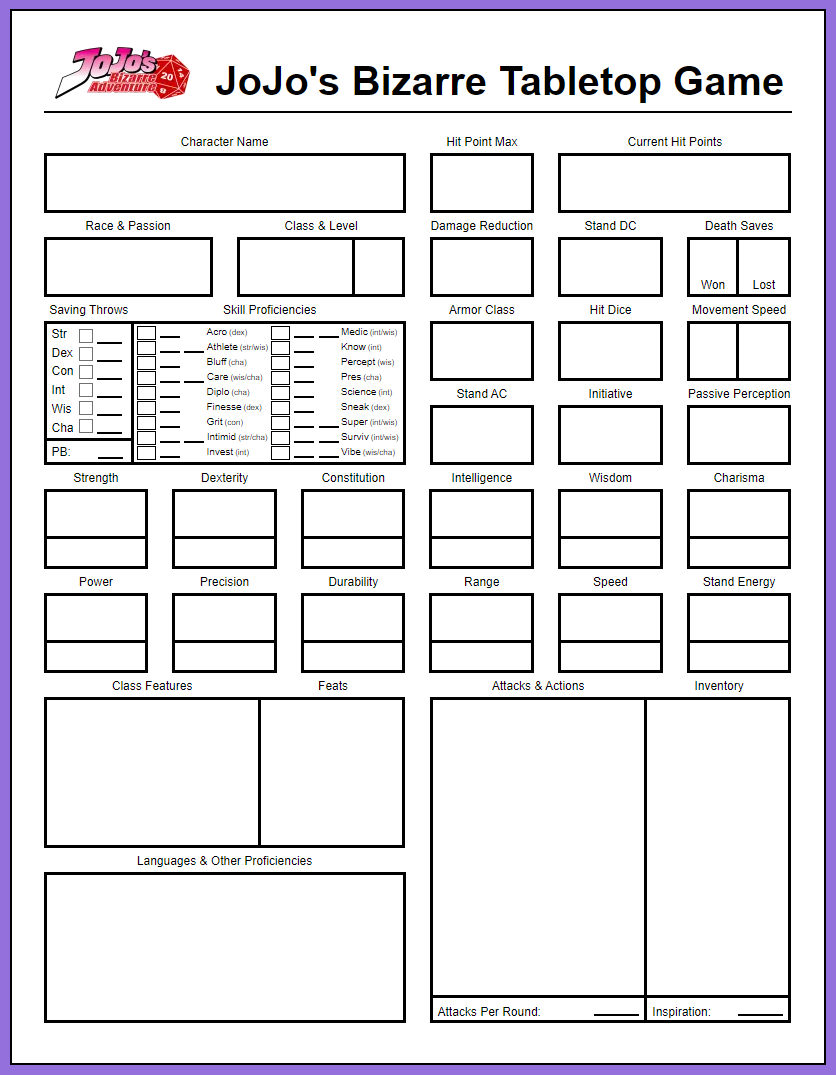 JoJo's
Bizarre
Adventure
20
8
JoJo's Bizarre Tabletop Game
Character Name
Hit Point Max
Current Hit Points
Race & Passion
Class & Level
Damage Reduction
Stand DC
Death Saves
Won
Lost
Saving Throws
Skill Proficiencies
Armor Class
Hit Dice
Movement Speed
Str
Dex
Con
Int
Wis
Cha
PB:
Acro (dex)
Athlete (str/wis)
Bluff (cha)
Care (wis/cha)
Diplo (cha)
Finesse (dex)
Grit (con)
Intimid (str/cha)
Invest (int)
Medic (int/wis)
Know (int)
Percept (wis)
Pres (cha)
Science (int)
Sneak (dex)
Super (int/wis)
Surviv (int/wis)
Vibe (wis/cha)
Stand AC
Initiative
Passive Perception
Strength
Dexterity
Constitution
Intelligence
Wisdom
Charisma
Power
Precision
Durability
Range
Speed
Stand Energy
Class Features
Feats
Attacks & Actions
Inventory
Languages & Other Proficiencies
Attacks Per Round:
Inspiration: